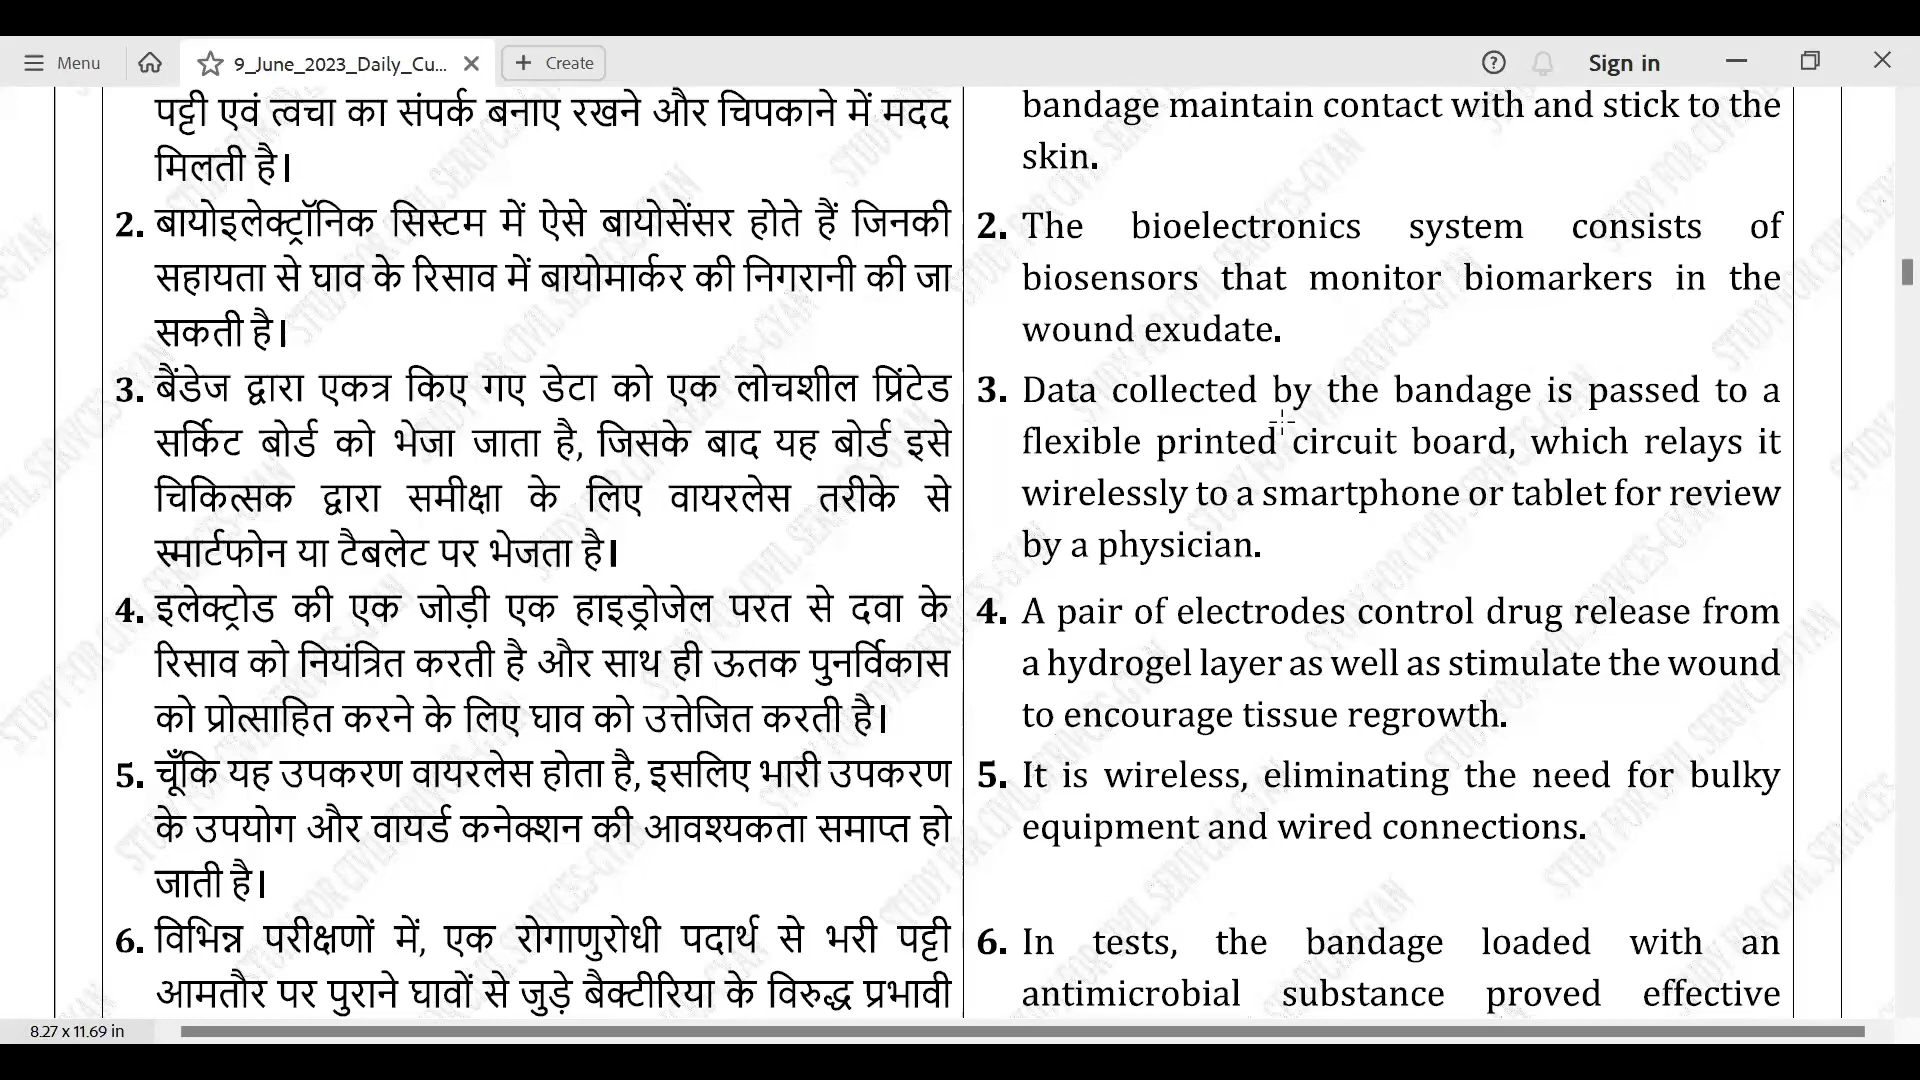 Menu
9_June_2023_Daily_Cu...
Create
Sign in
पट्टी एवं त्वचा का संपर्क बनाए रखने और चिपकाने में मदद
मिलती है।
2. बायोइलेक्ट्रॉनिक सिस्टम में ऐसे बायोसेंसर होते हैं जिनकी
सहायता से घाव के रिसाव में बायोमार्कर की निगरानी की जा
सकती है।
3. बैंडेज द्वारा एकत्र किए गए डेटा को एक लोचशील प्रिंटेड
सर्किट बोर्ड को भेजा जाता है, जिसके बाद यह बोर्ड इसे
चिकित्सक द्वारा समीक्षा के लिए वायरलेस तरीके से
स्मार्टफोन या टैबलेट पर भेजता है।
4. इलेक्ट्रोड की एक जोड़ी एक हाइड्रोजेल परत से दवा के
रिसाव को नियंत्रित करती है और साथ ही ऊतक पुनर्विकास
को प्रोत्साहित करने के लिए घाव को उत्तेजित करती है।
5. चूँकि यह उपकरण वायरलेस होता है, इसलिए भारी उपकरण
के उपयोग और वायर्ड कनेक्शन की आवश्यकता समाप्त हो
जाती है।
6. विभिन्न परीक्षणों में, एक रोगाणुरोधी पदार्थ से भरी पट्टी
आमतौर पर पुराने घावों से जुड़े बैक्टीरिया के विरुद्ध प्रभावी
bandage maintain contact with and stick to the
skin.
2. The bioelectronics system consists of
biosensors that monitor biomarkers in the
wound exudate.
3. Data collected by the bandage is passed to a
flexible printed circuit board, which relays it
wirelessly to a smartphone or tablet for review
by a physician.
4. A pair of electrodes control drug release from
a hydrogel layer as well as stimulate the wound
to encourage tissue regrowth.
5. It is wireless, eliminating the need for bulky
equipment and wired connections.
6. In tests, the bandage loaded with an
antimicrobial substance proved effective
8.27 x 11.69 in